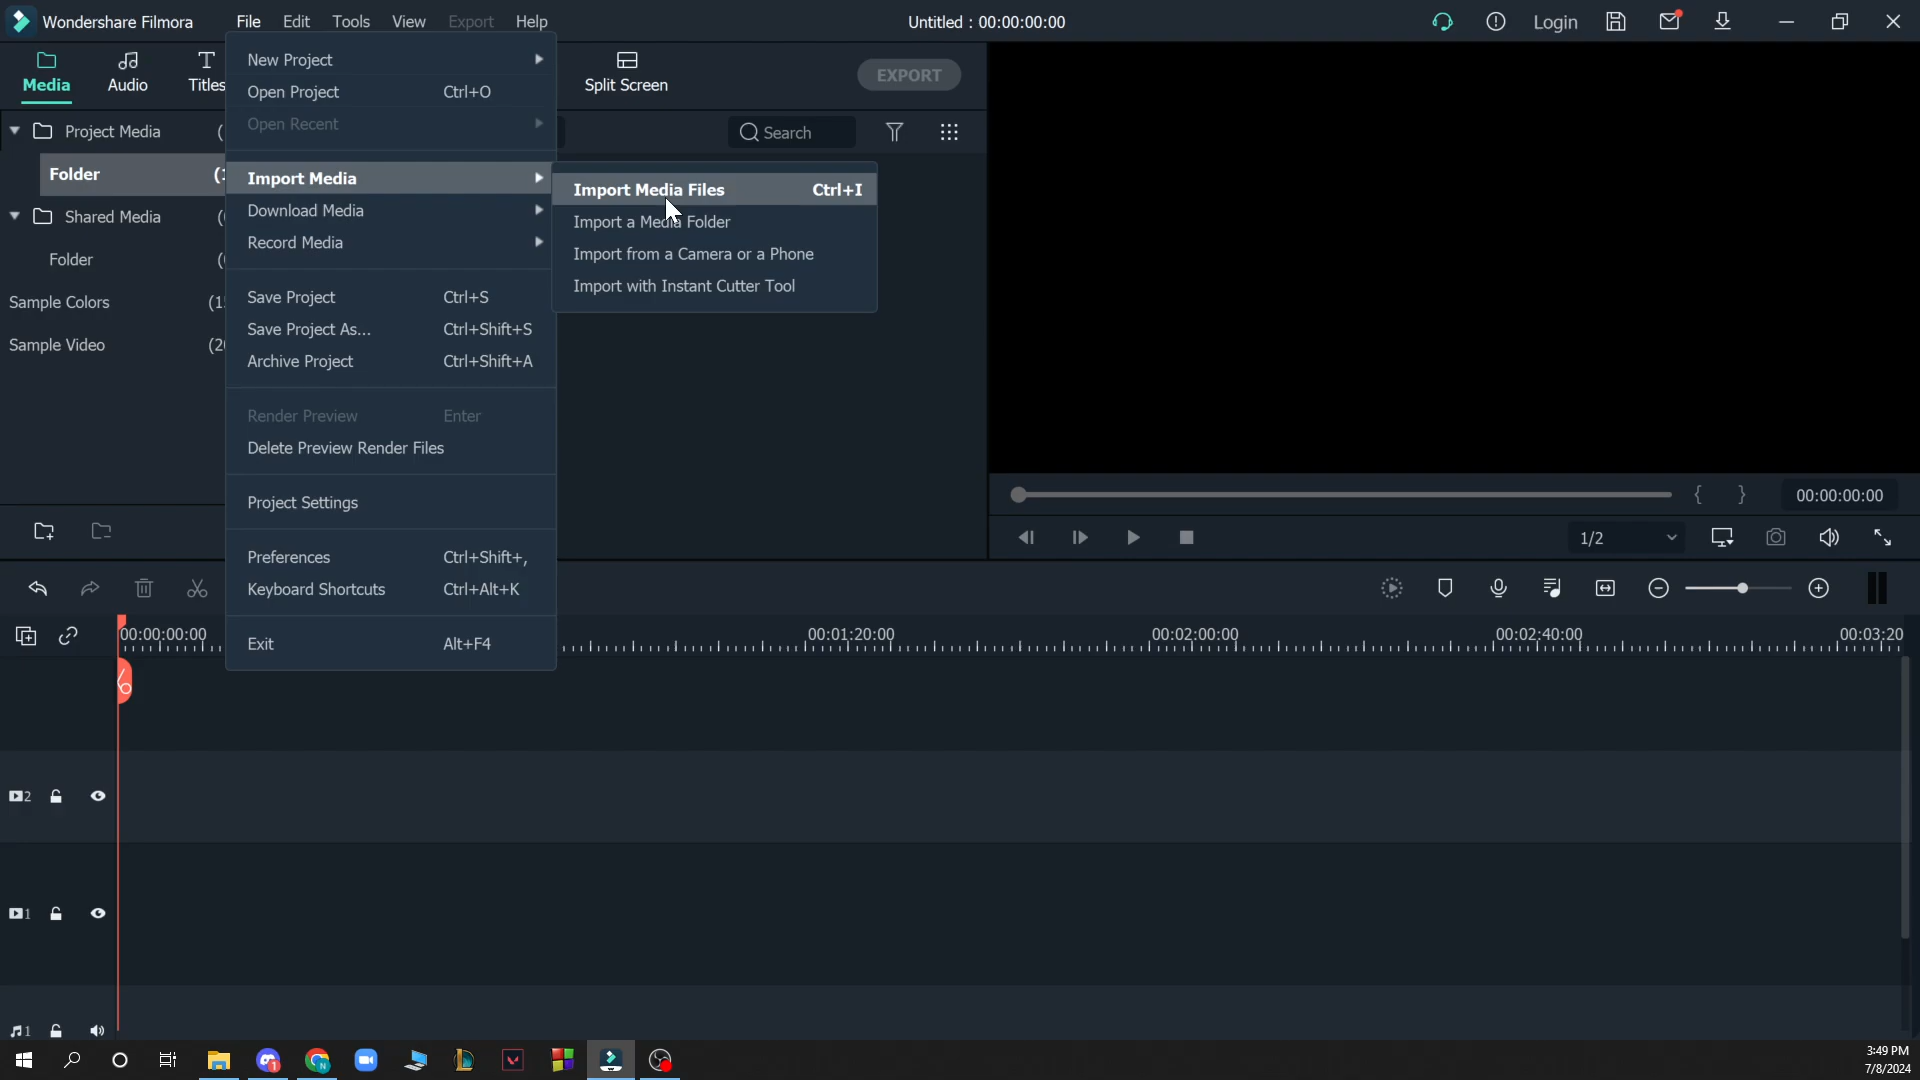 Wondershare Filmora
File Edit Tools View Export Help
Untitled : 00:00:00:00
Login
Media Audio Titles Split Screen
EXPORT
Project Media (
Folder (1
Shared Media (
Folder (
Sample Colors (1
Sample Video (2
New Project
Open Project Ctrl+O
Open Recent
Import Media
Download Media
Record Media
Save Project Ctrl+S
Save Project As... Ctrl+Shift+S
Archive Project Ctrl+Shift+A
Render Preview Enter
Delete Preview Render Files
Project Settings
Preferences Ctrl+Shift+,
Keyboard Shortcuts Ctrl+Alt+K
Exit Alt+F4
Search
Import Media Files Ctrl+I
Import a Media Folder
Import from a Camera or a Phone
Import with Instant Cutter Tool
{ } 00:00:00:00
1/2
00:00:00:00 00:01:20:00 00:02:00:00 00:02:40:00 00:03:20
2
1
1
3:49 PM
7/8/2024